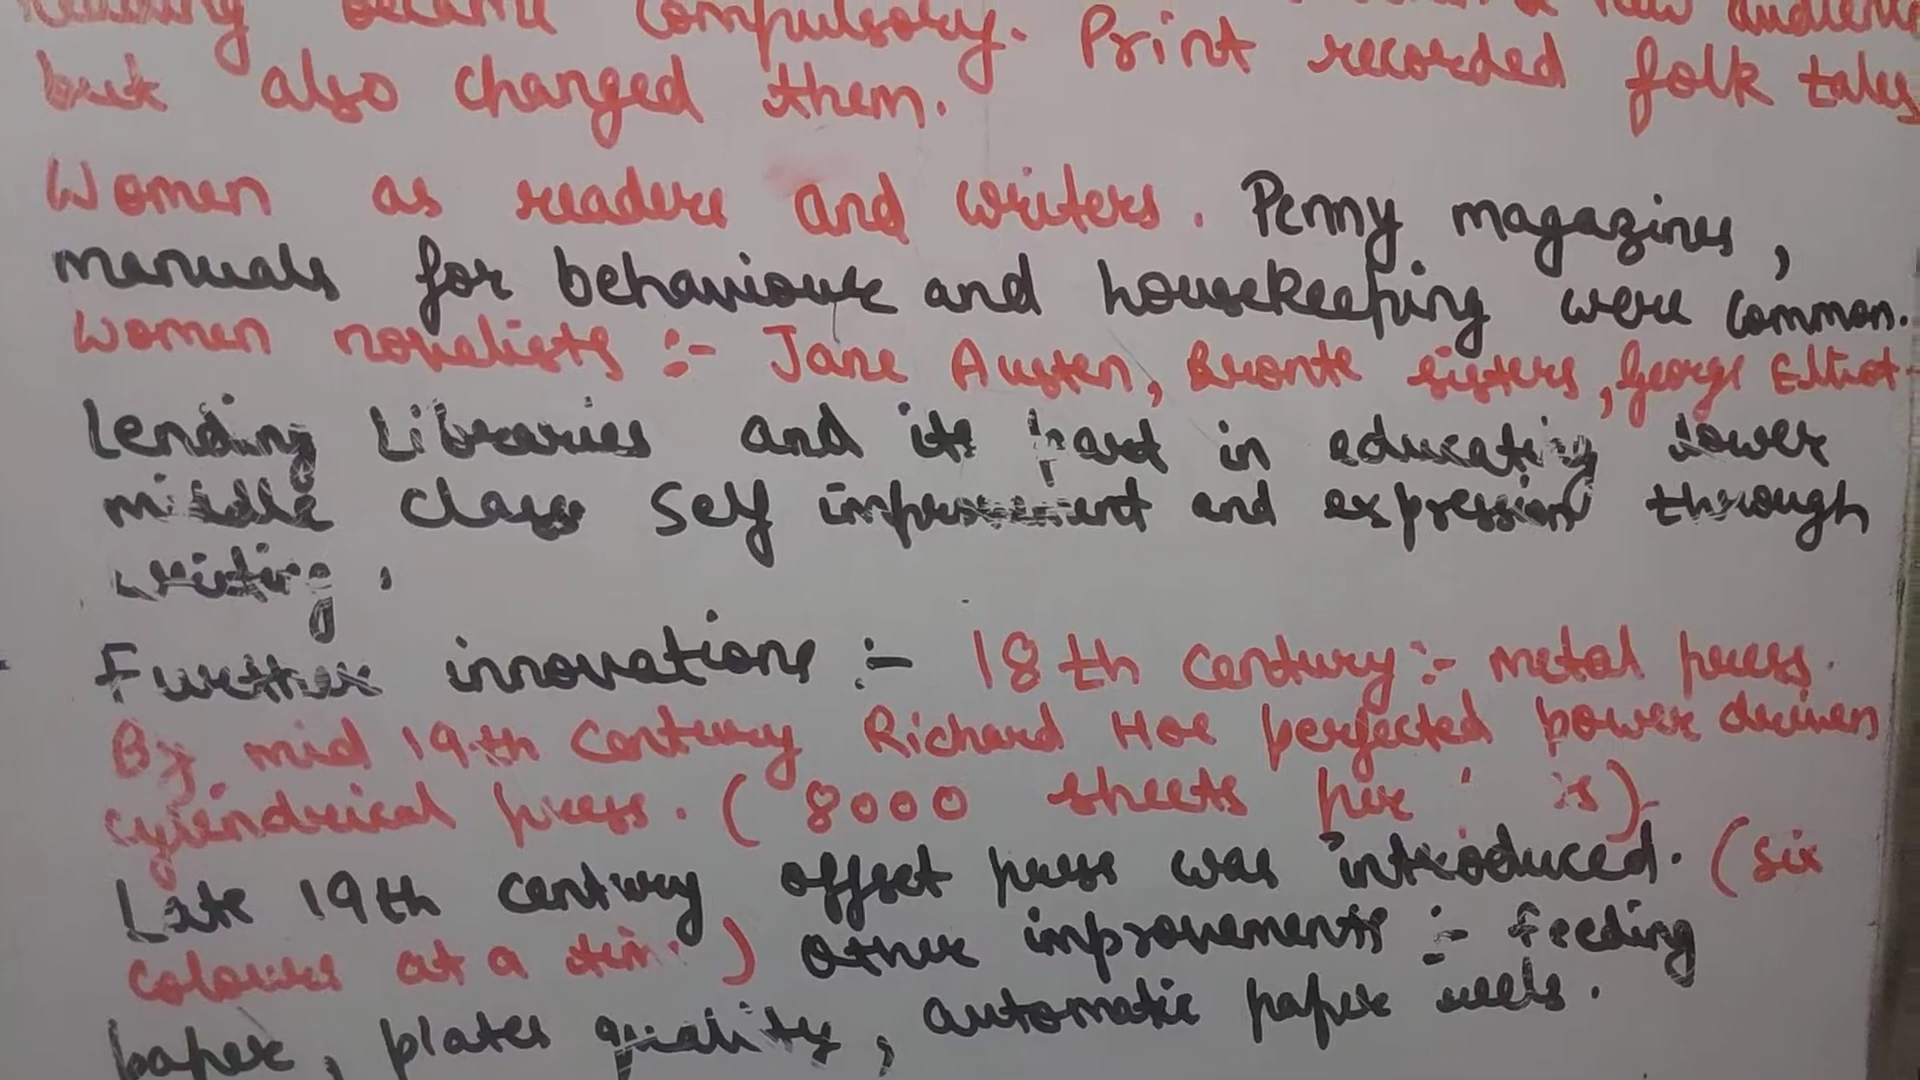 became compulsory. Print recorded folk tales
but also changed them.
Women as readers and writers. Penny magazines,
manuals for behaviour and housekeeping were common.
Women novelists :- Jane Austen, Bronte sisters, George Elliot-
Lending Libraries and its part in educating lower
middle class Self improvement and expression through
writing.
Further innovations :- 18th century :- metal press.
By mid 19th century Richard Hoe perfected power driven
cylindrical press. ( 8000 sheets per )
Late 19th century offset press was introduced. (six
colours at a time ) other improvements :- feeding
paper, plates quality, automatic paper reels.